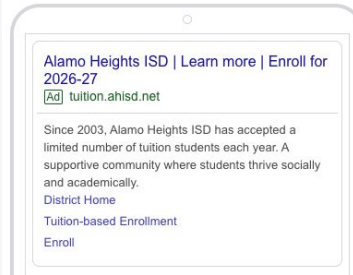 Alamo Heights ISD | Learn more | Enroll for
2026-27
Ad tuition.ahisd.net
Since 2003, Alamo Heights ISD has accepted a
limited number of tuition students each year. A
supportive community where students thrive socially
and academically.
District Home
Tuition-based Enrollment
Enroll